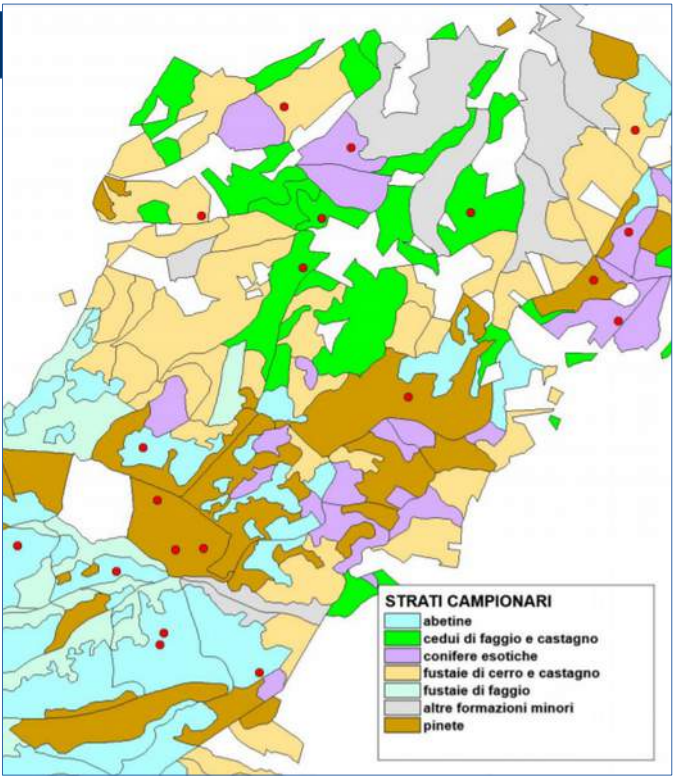 STRATI CAMPIONARI
abetine
cedui di faggio e castagno
conifere esotiche
fustaie di cerro e castagno
fustaie di faggio
altre formazioni minori
pinete